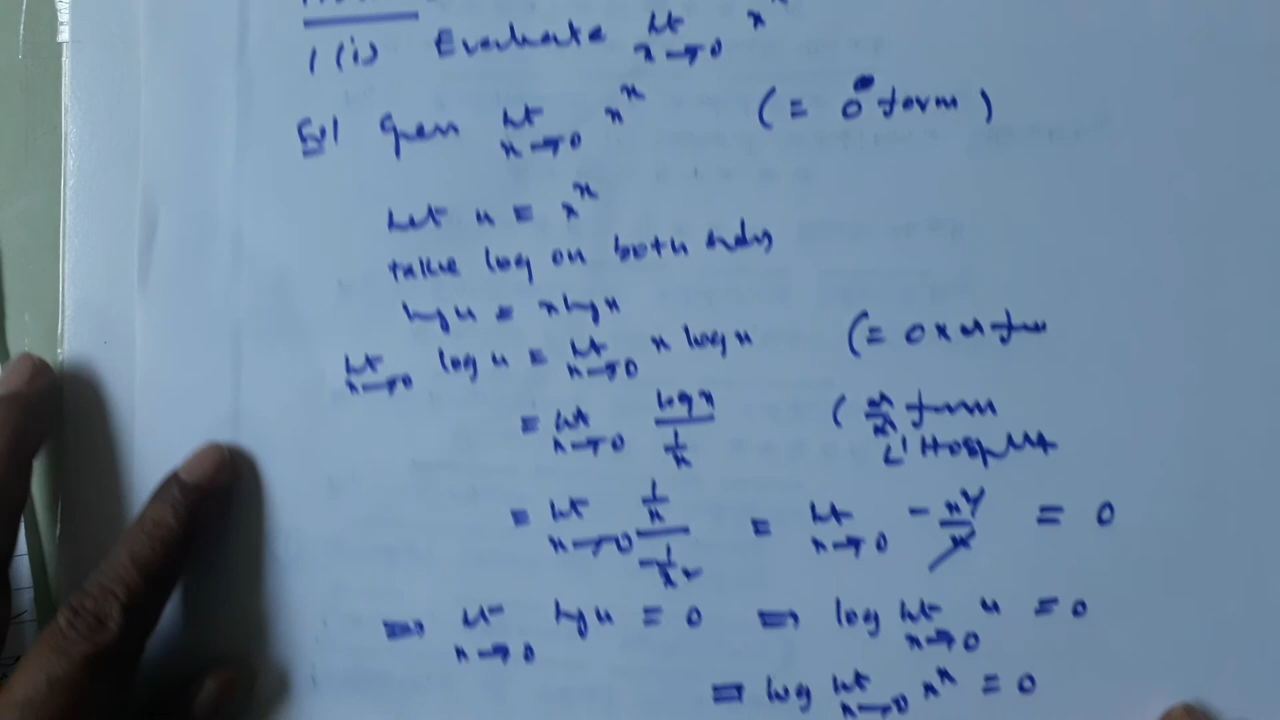 1 (i) Evaluate Lt x→0 x^x
Sol Given Lt x→0 x^x (= 0^0 form)
Let u = x^x
take log on both sides
log u = x log x
Lt x→0 log u = Lt x→0 x log x (= 0 × ∞ form
= Lt x→0 log x / (1/x) (∞/∞ form
L' Hospital
= Lt x→0 (1/x) / (-1/x²) = Lt x→0 - x²/x = 0
⇒ Lt x→0 log u = 0 ⇒ log Lt x→0 u = 0
⇒ log Lt x→0 x^x = 0